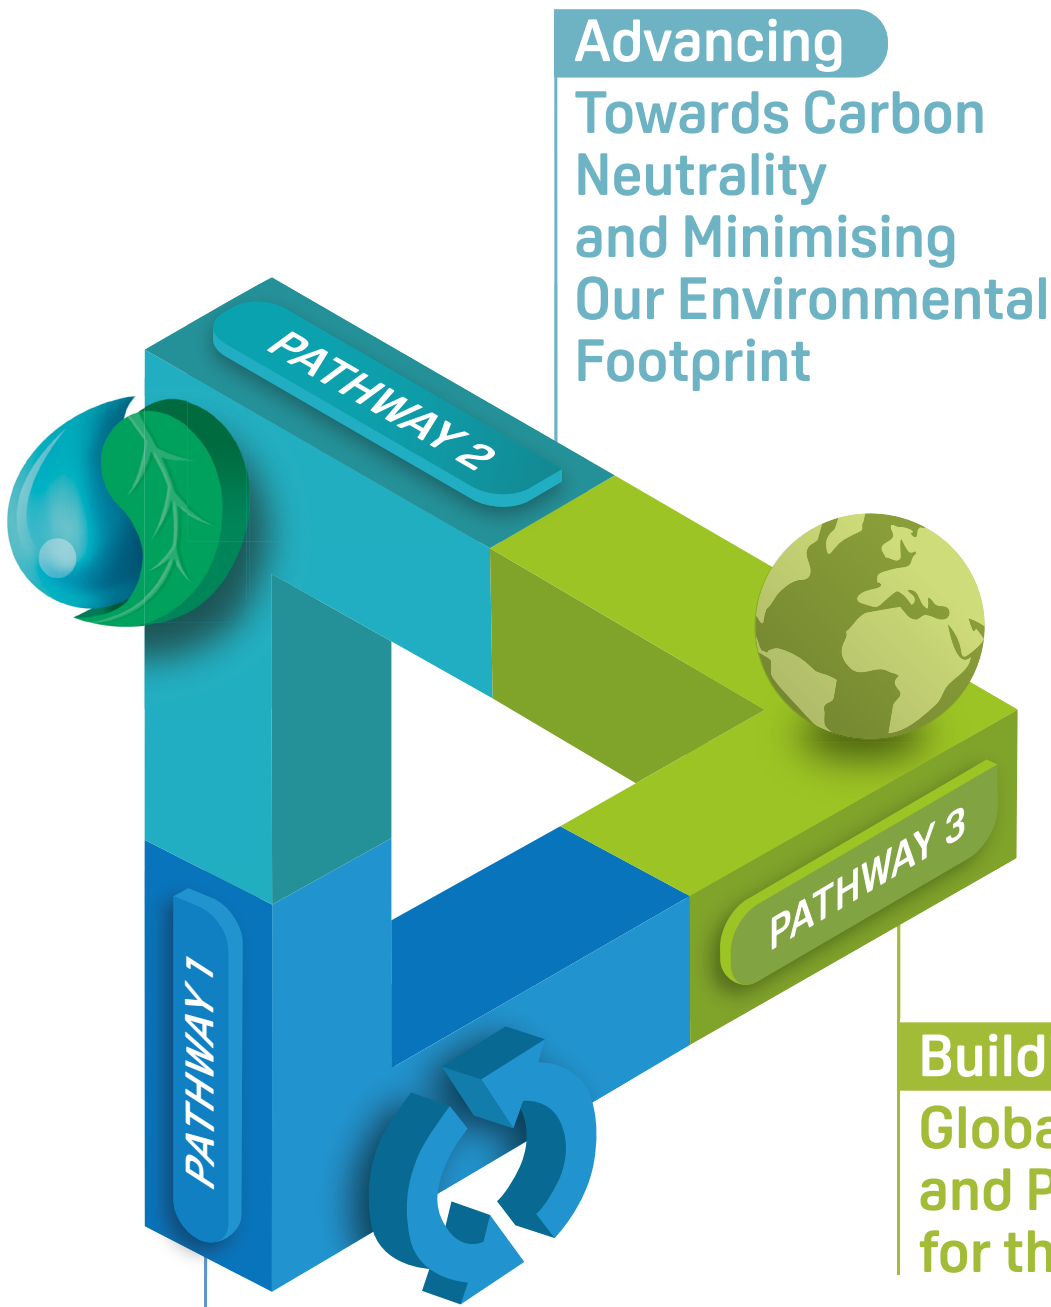 Advancing
Towards Carbon
Neutrality
and Minimising
Our Environmental
Footprint
PATHWAY 2
PATHWAY 3
PATHWAY 1
Build
Globa
and P
for th